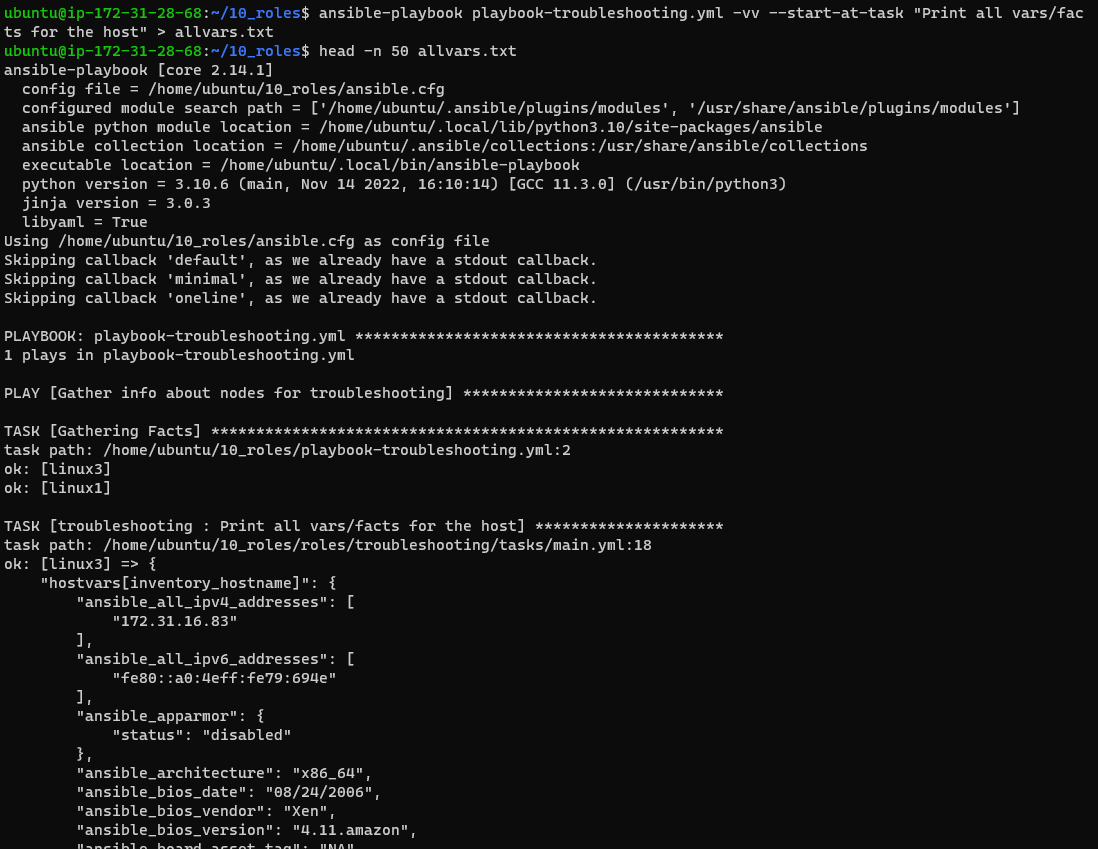 ubuntu@ip-172-31-28-68:~/10_roles$ ansible-playbook playbook-troubleshooting.yml -vv --start-at-task "Print all vars/fac
ts for the host" > allvars.txt
ubuntu@ip-172-31-28-68:~/10_roles$ head -n 50 allvars.txt
ansible-playbook [core 2.14.1]
  config file = /home/ubuntu/10_roles/ansible.cfg
  configured module search path = ['/home/ubuntu/.ansible/plugins/modules', '/usr/share/ansible/plugins/modules']
  ansible python module location = /home/ubuntu/.local/lib/python3.10/site-packages/ansible
  ansible collection location = /home/ubuntu/.ansible/collections:/usr/share/ansible/collections
  executable location = /home/ubuntu/.local/bin/ansible-playbook
  python version = 3.10.6 (main, Nov 14 2022, 16:10:14) [GCC 11.3.0] (/usr/bin/python3)
  jinja version = 3.0.3
  libyaml = True
Using /home/ubuntu/10_roles/ansible.cfg as config file
Skipping callback 'default', as we already have a stdout callback.
Skipping callback 'minimal', as we already have a stdout callback.
Skipping callback 'oneline', as we already have a stdout callback.

PLAYBOOK: playbook-troubleshooting.yml *****************************************
1 plays in playbook-troubleshooting.yml

PLAY [Gather info about nodes for troubleshooting] *****************************

TASK [Gathering Facts] *********************************************************
task path: /home/ubuntu/10_roles/playbook-troubleshooting.yml:2
ok: [linux3]
ok: [linux1]

TASK [troubleshooting : Print all vars/facts for the host] *********************
task path: /home/ubuntu/10_roles/roles/troubleshooting/tasks/main.yml:18
ok: [linux3] => {
    "hostvars[inventory_hostname]": {
        "ansible_all_ipv4_addresses": [
            "172.31.16.83"
        ],
        "ansible_all_ipv6_addresses": [
            "fe80::a0:4eff:fe79:694e"
        ],
        "ansible_apparmor": {
            "status": "disabled"
        },
        "ansible_architecture": "x86_64",
        "ansible_bios_date": "08/24/2006",
        "ansible_bios_vendor": "Xen",
        "ansible_bios_version": "4.11.amazon",
        "ansible_board_asset_tag": "NA",